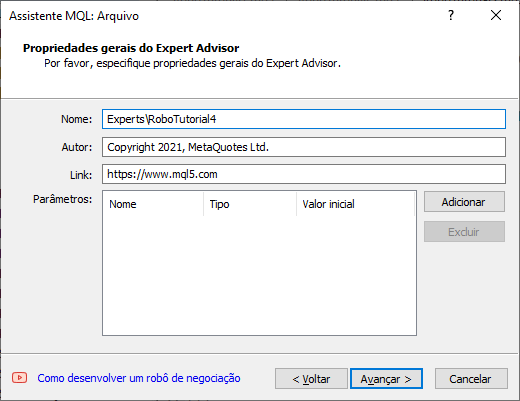 Assistente MQL: Arquivo
?
Propriedades gerais do Expert Advisor
Por favor, especifique propriedades gerais do Expert Advisor.
Nome: Experts\RoboTutorial4
Autor: Copyright 2021, MetaQuotes Ltd.
Link: https://www.mql5.com
Parâmetros: Nome Tipo Valor inicial Adicionar
Excluir
Como desenvolver um robô de negociação < Voltar Avançar > Cancelar